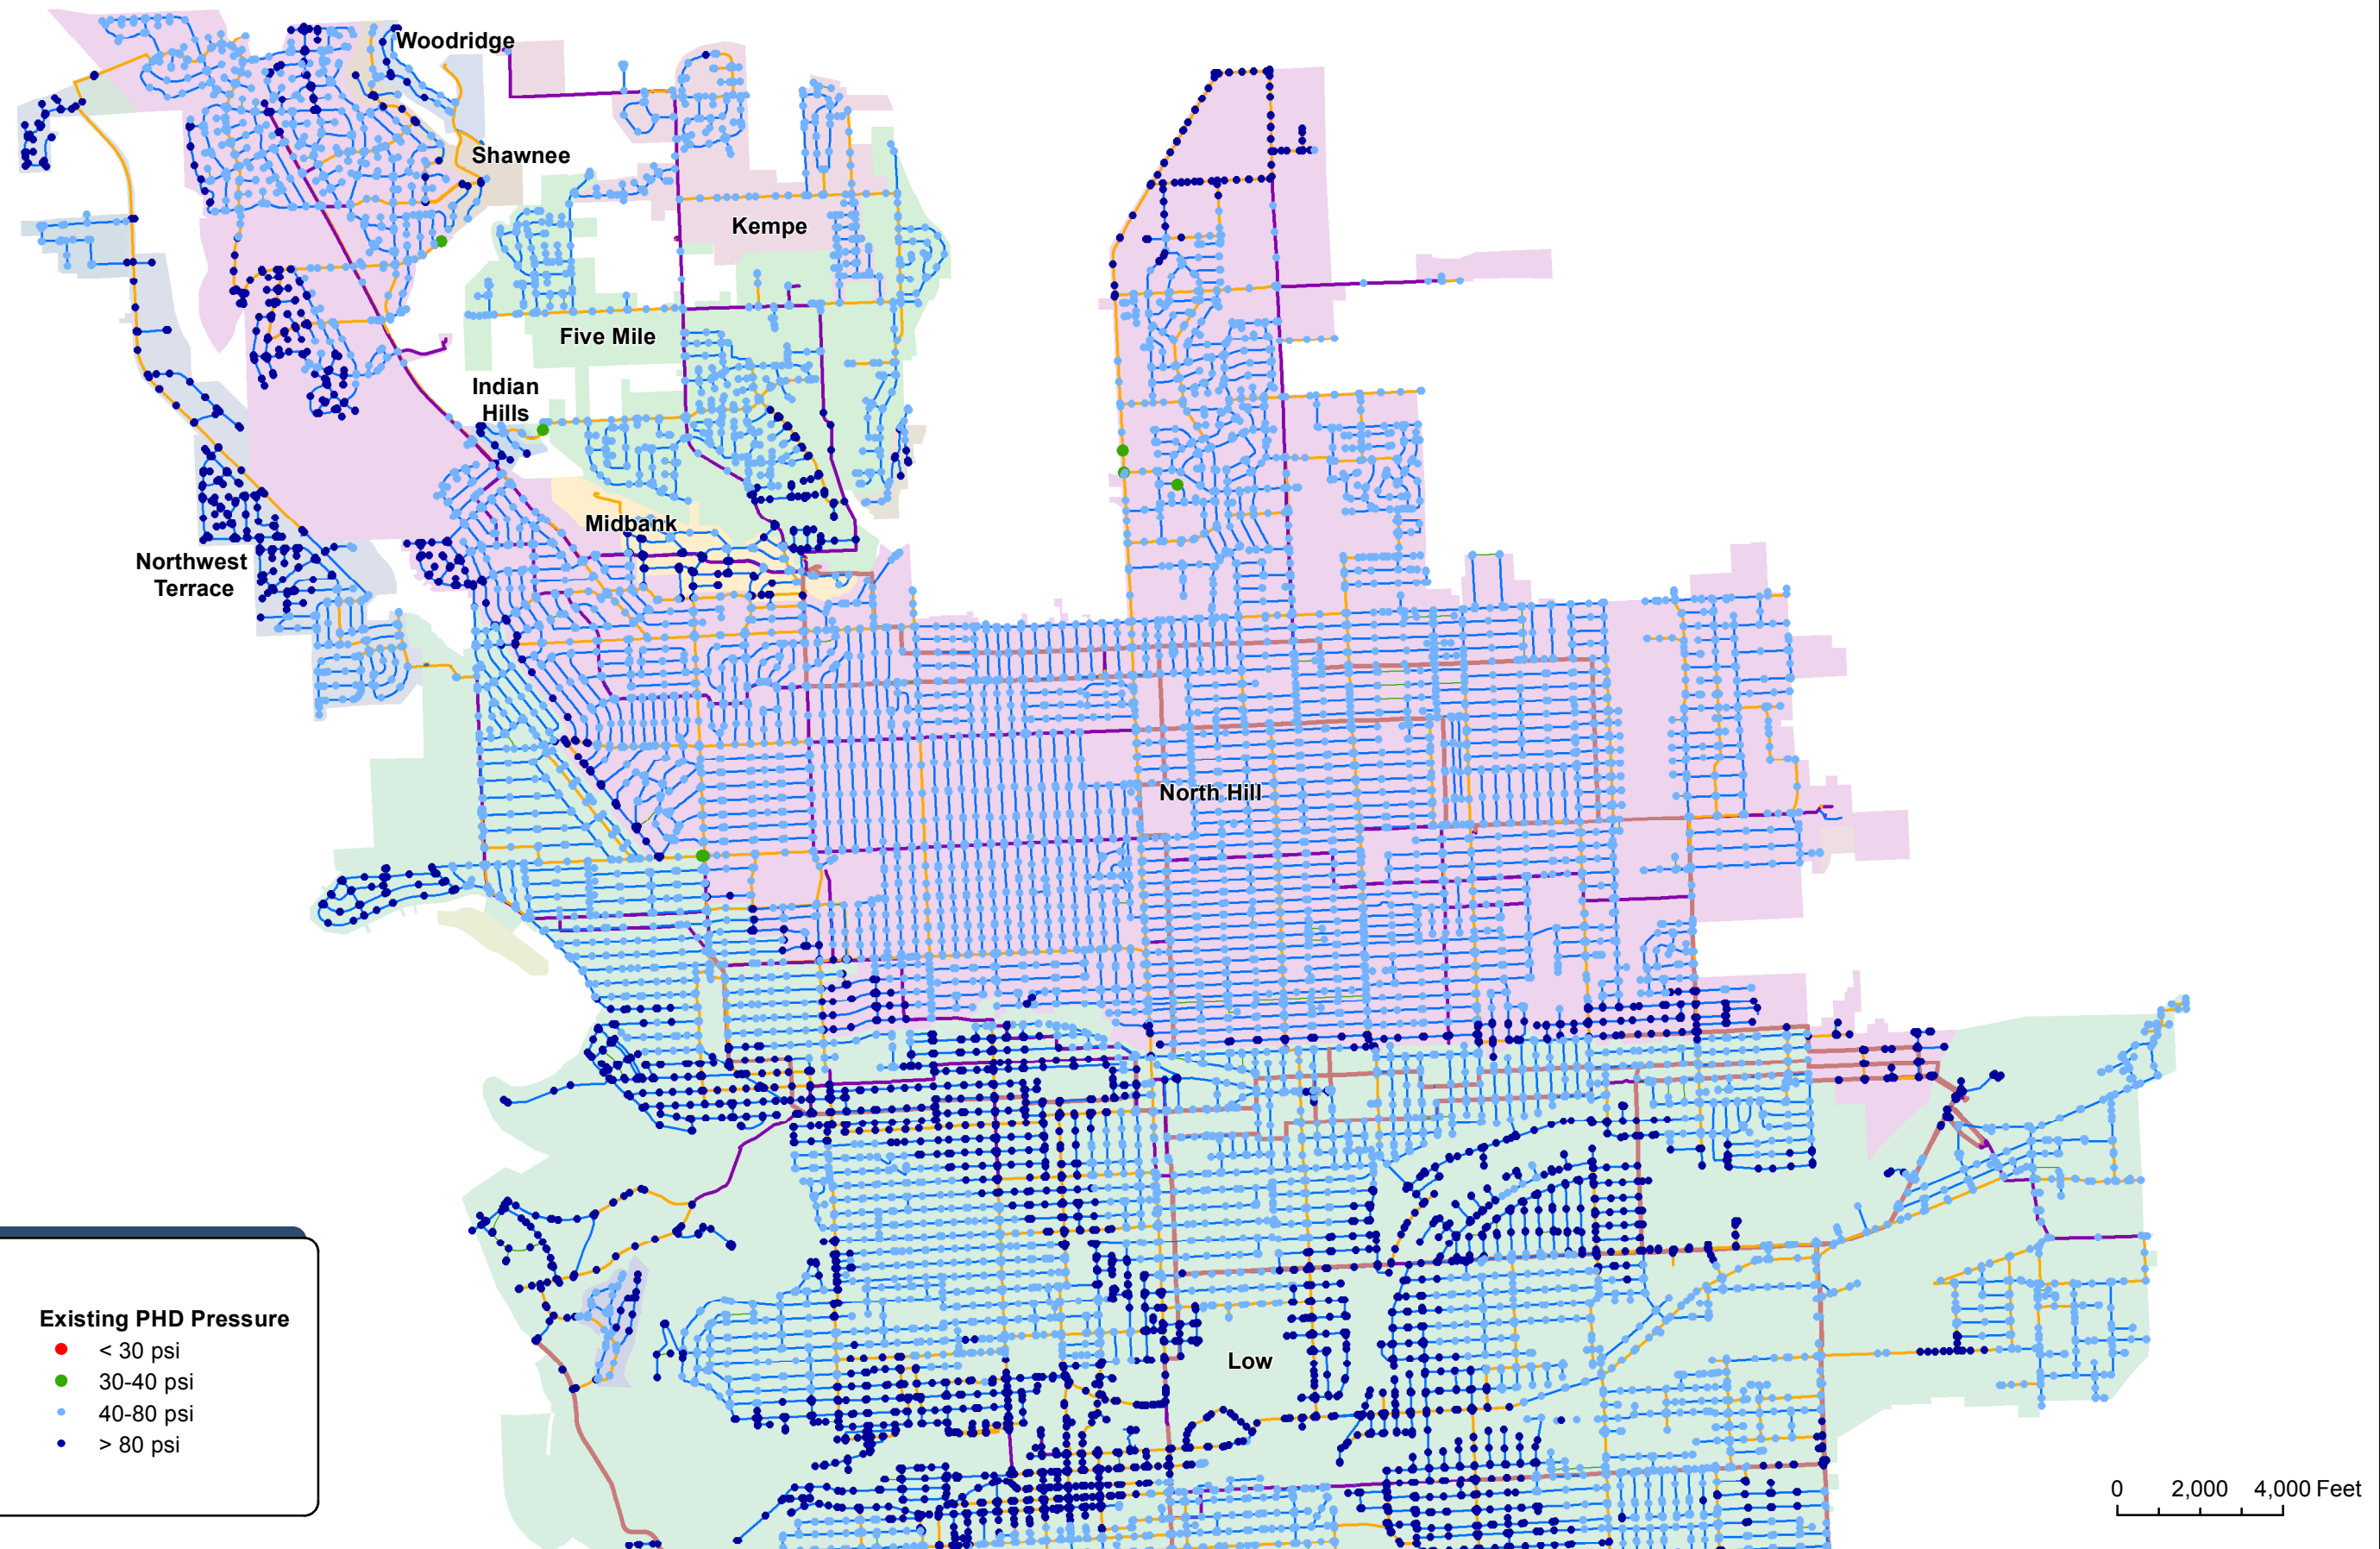 Woodridge
Shawnee
Kempe
Five Mile
Indian
Hills
Midbank
Northwest
Terrace
North Hill
Low
Existing PHD Pressure
< 30 psi
30-40 psi
40-80 psi
> 80 psi
0 2,000 4,000 Feet